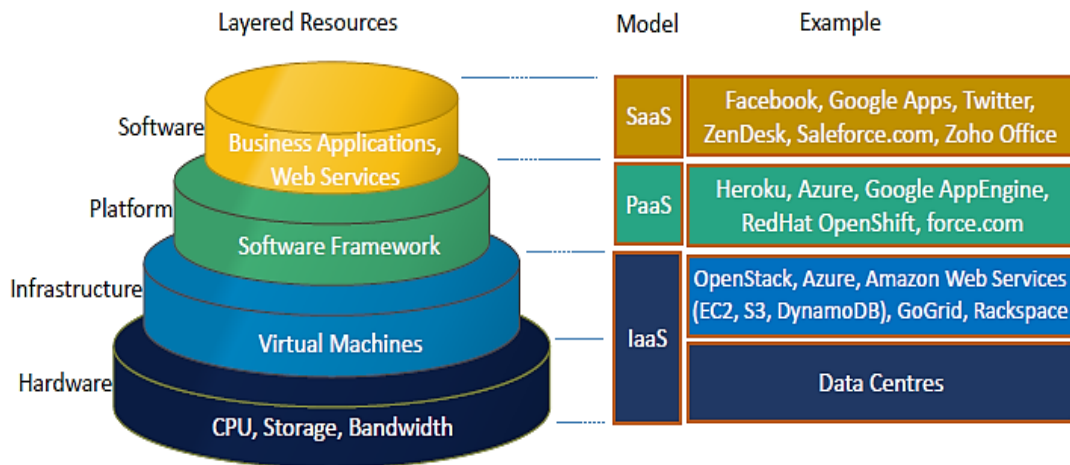 Layered Resources
Model
Example
Software
Business Applications,
Web Services
SaaS
Facebook, Google Apps, Twitter,
ZenDesk, Saleforce.com, Zoho Office
Platform
Software Framework
PaaS
Heroku, Azure, Google AppEngine,
RedHat OpenShift, force.com
Infrastructure
Virtual Machines
IaaS
OpenStack, Azure, Amazon Web Services
(EC2, S3, DynamoDB), GoGrid, Rackspace
Hardware
CPU, Storage, Bandwidth
Data Centres